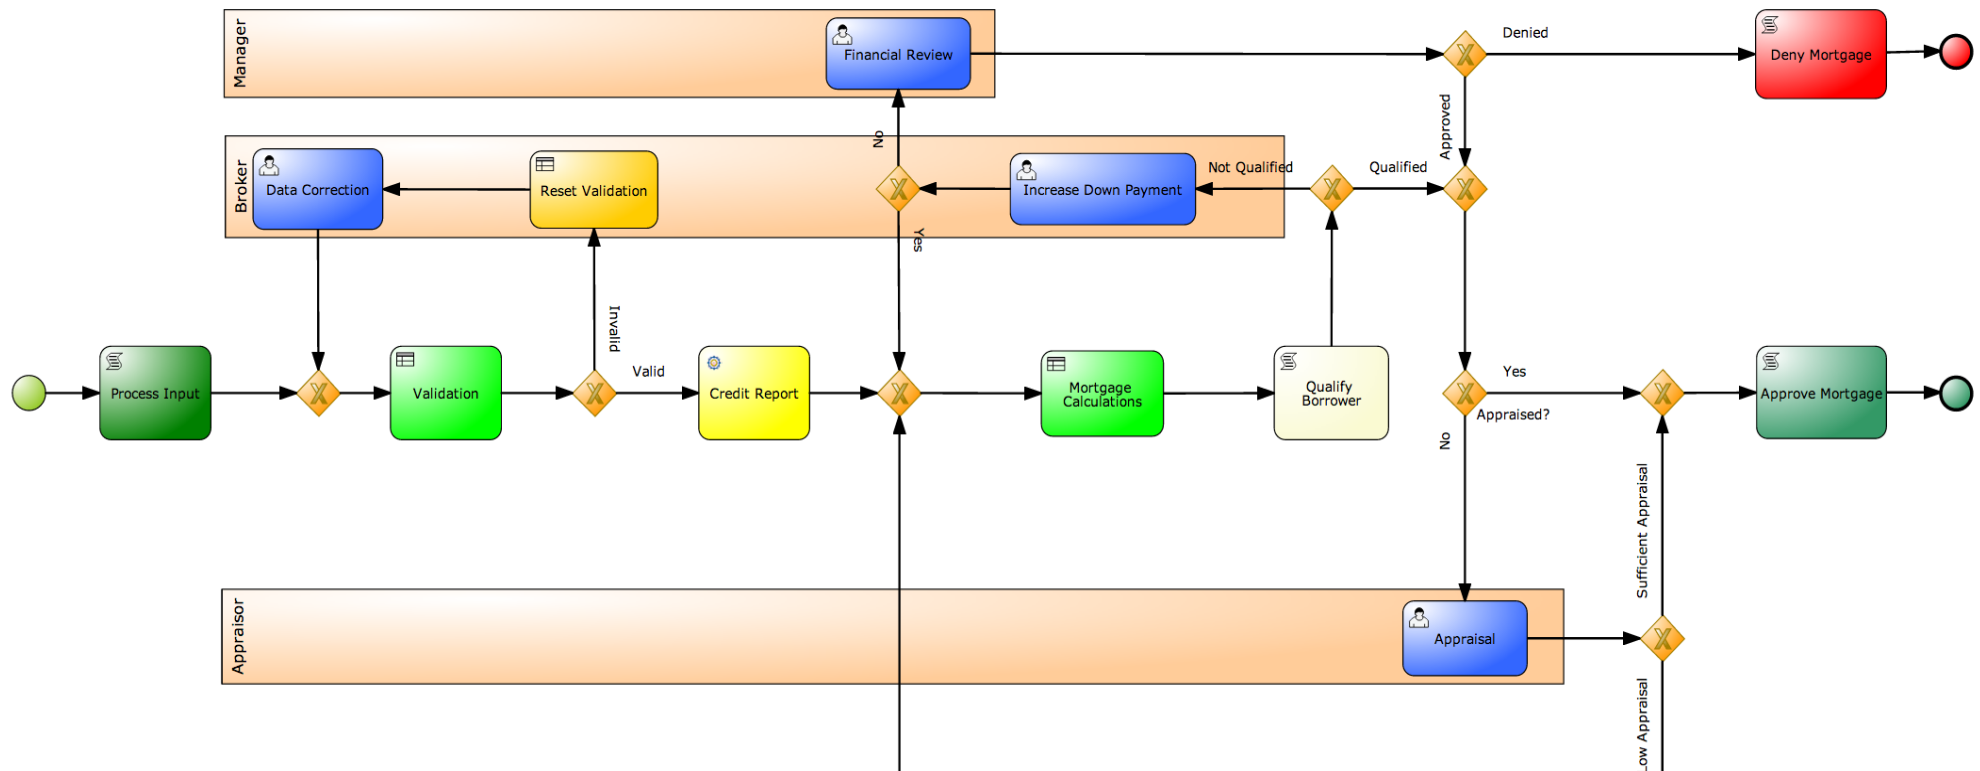 Manager
Financial Review
Denied
Deny Mortgage
No
Approved
Broker
Data Correction
Reset Validation
Increase Down Payment
Not Qualified
Qualified
Yes
Invalid
Process Input
Validation
Valid
Credit Report
Mortgage
Calculations
Qualify
Borrower
Yes
Appraised?
No
Approve Mortgage
Sufficient Appraisal
Appraisor
Appraisal
Low Appraisal